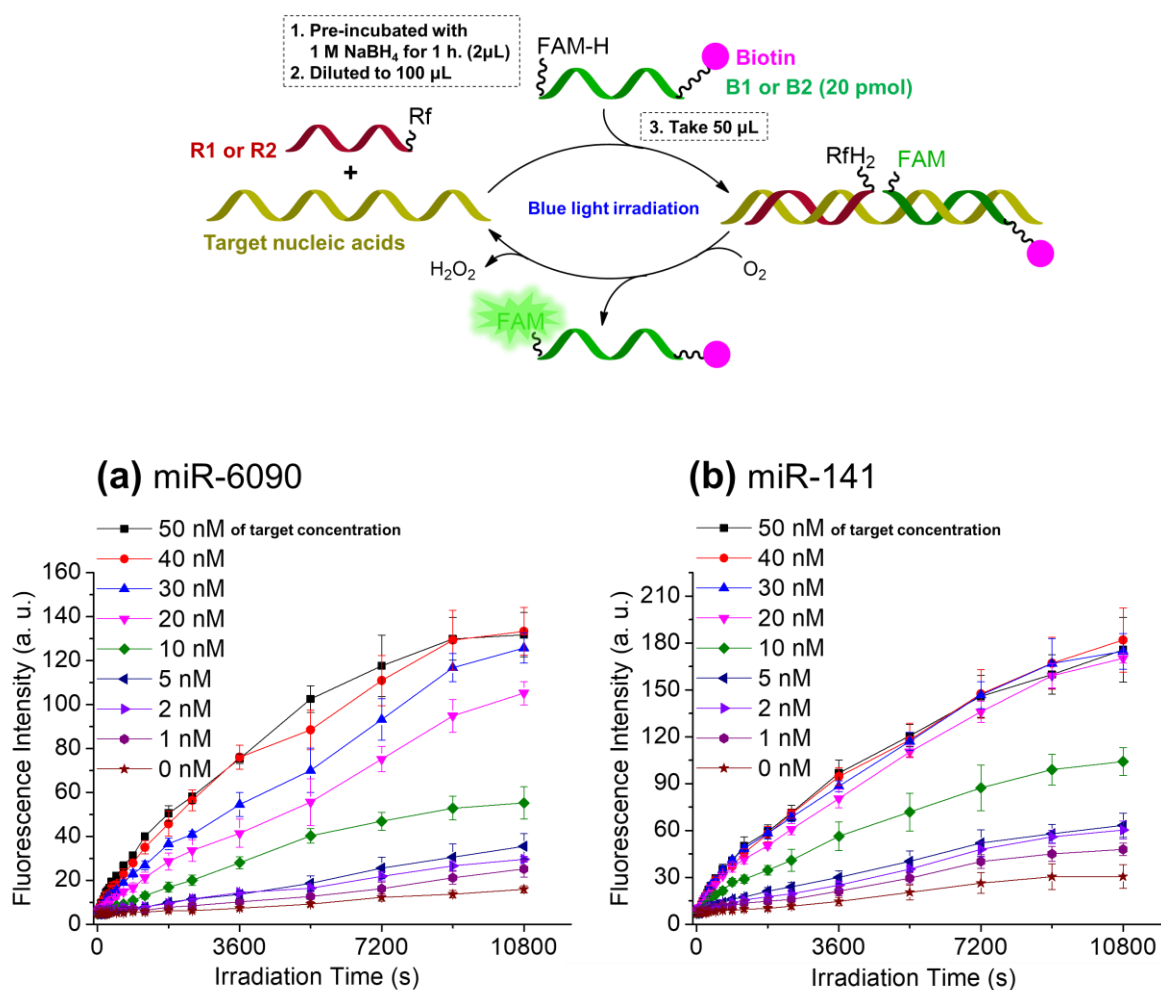 1. Pre-incubated with
1 M NaBH₄ for 1 h. (2μL)
2. Diluted to 100 μL
FAM-H
Biotin
B1 or B2 (20 pmol)
3. Take 50 μL
Rf
R1 or R2
+
Target nucleic acids
Blue light irradiation
RfH₂
FAM
H₂O₂
O₂
FAM
(a) miR-6090
50 nM of target concentration
40 nM
30 nM
20 nM
10 nM
5 nM
2 nM
1 nM
0 nM
Fluorescence Intensity (a. u.)
160
140
120
100
80
60
40
20
0
0 3600 7200 10800
Irradiation Time (s)
(b) miR-141
50 nM of target concentration
40 nM
30 nM
20 nM
10 nM
5 nM
2 nM
1 nM
0 nM
Fluorescence Intensity (a. u.)
210
180
150
120
90
60
30
0
0 3600 7200 10800
Irradiation Time (s)